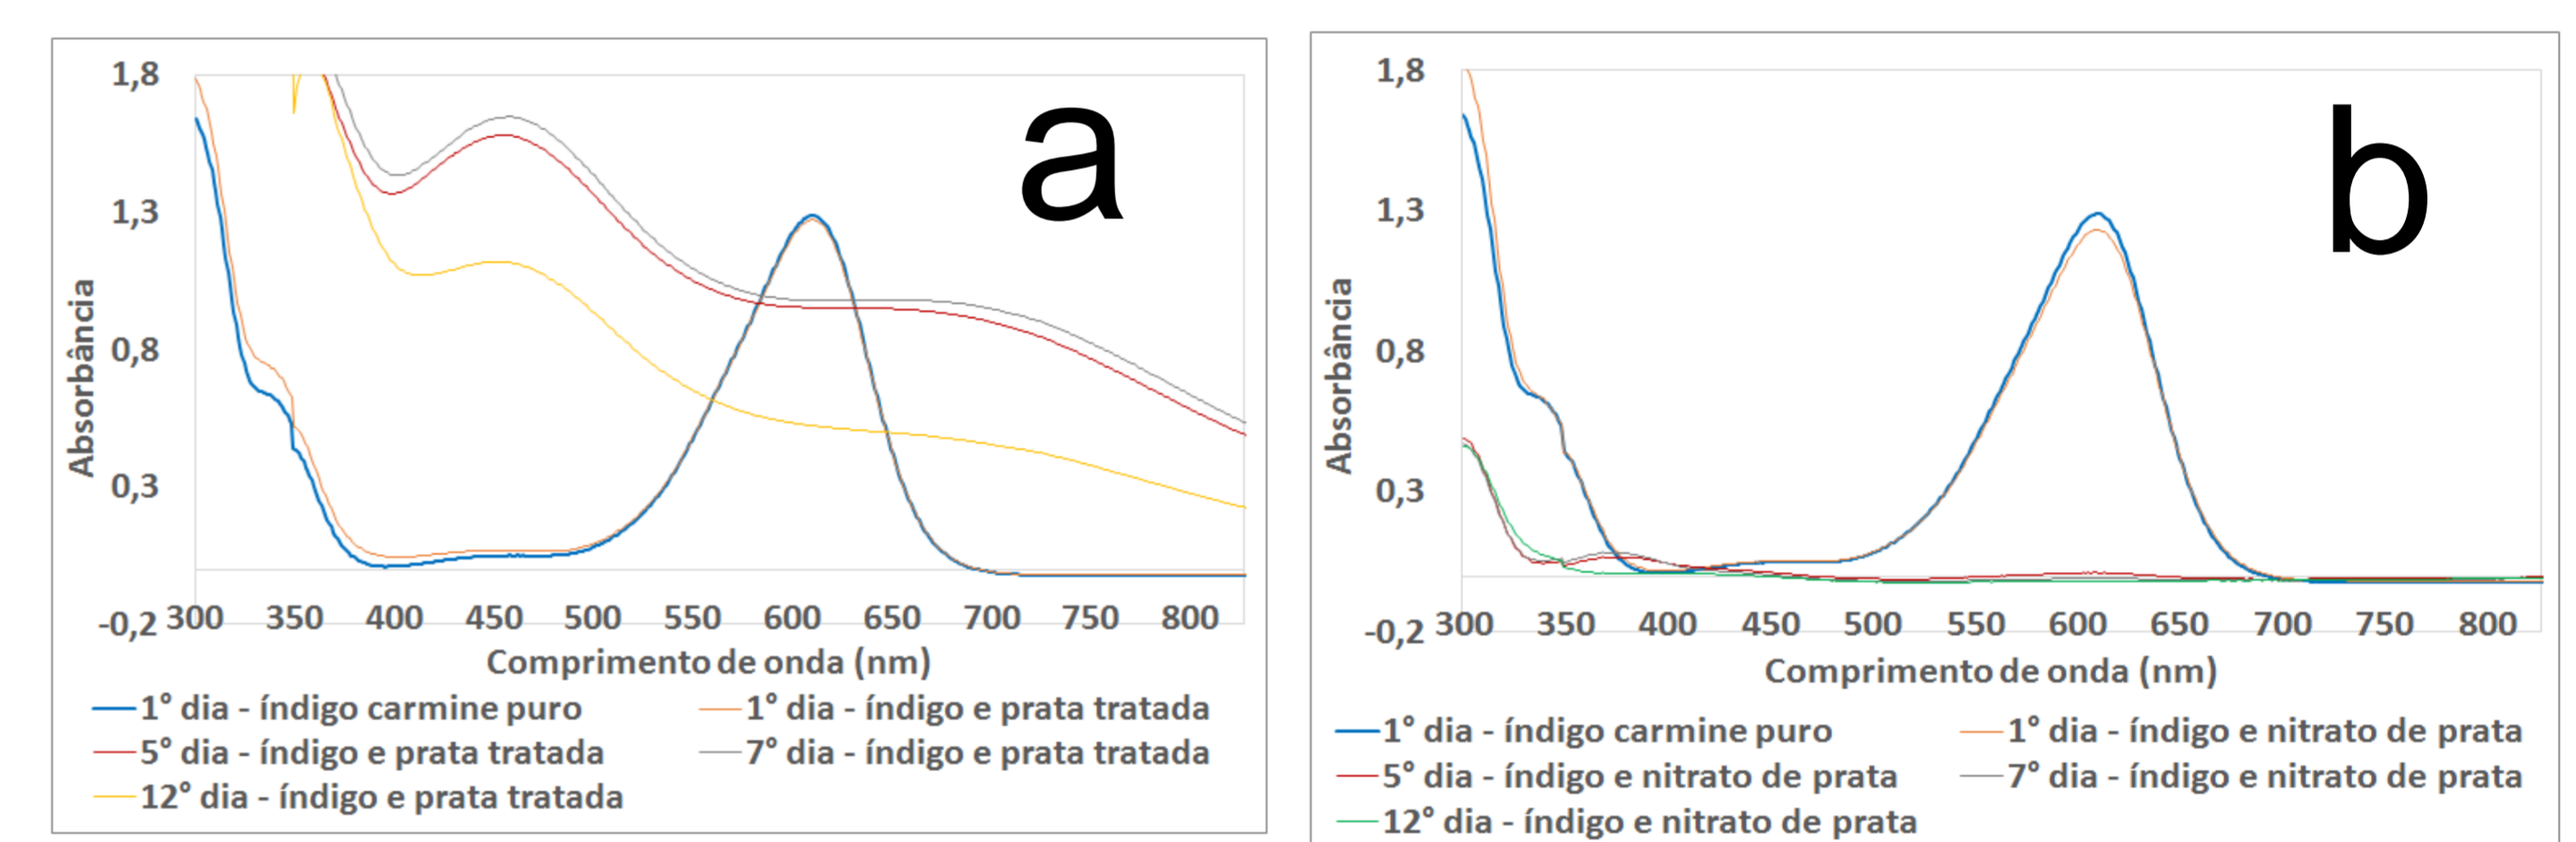 a
1,8
1,3
0,8
0,3
-0,2
Absorbância
300 350 400 450 500 550 600 650 700 750 800
Comprimento de onda (nm)
1° dia - índigo carmine puro
1° dia - índigo e prata tratada
5° dia - índigo e prata tratada
7° dia - índigo e prata tratada
12° dia - índigo e prata tratada
b
1,8
1,3
0,8
0,3
-0,2
Absorbância
300 350 400 450 500 550 600 650 700 750 800
Comprimento de onda (nm)
1° dia - índigo carmine puro
1° dia - índigo e nitrato de prata
5° dia - índigo e nitrato de prata
7° dia - índigo e nitrato de prata
12° dia - índigo e nitrato de prata